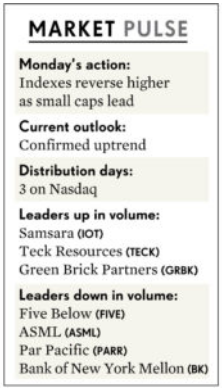 MARKET PULSE
Monday's action:
Indexes reverse higher
as small caps lead
Current outlook:
Confirmed uptrend
Distribution days:
3 on Nasdaq
Leaders up in volume:
Samsara (IOT)
Teck Resources (TECK)
Green Brick Partners (GRBK)
Leaders down in volume:
Five Below (FIVE)
ASML (ASML)
Par Pacific (PARR)
Bank of New York Mellon (BK)